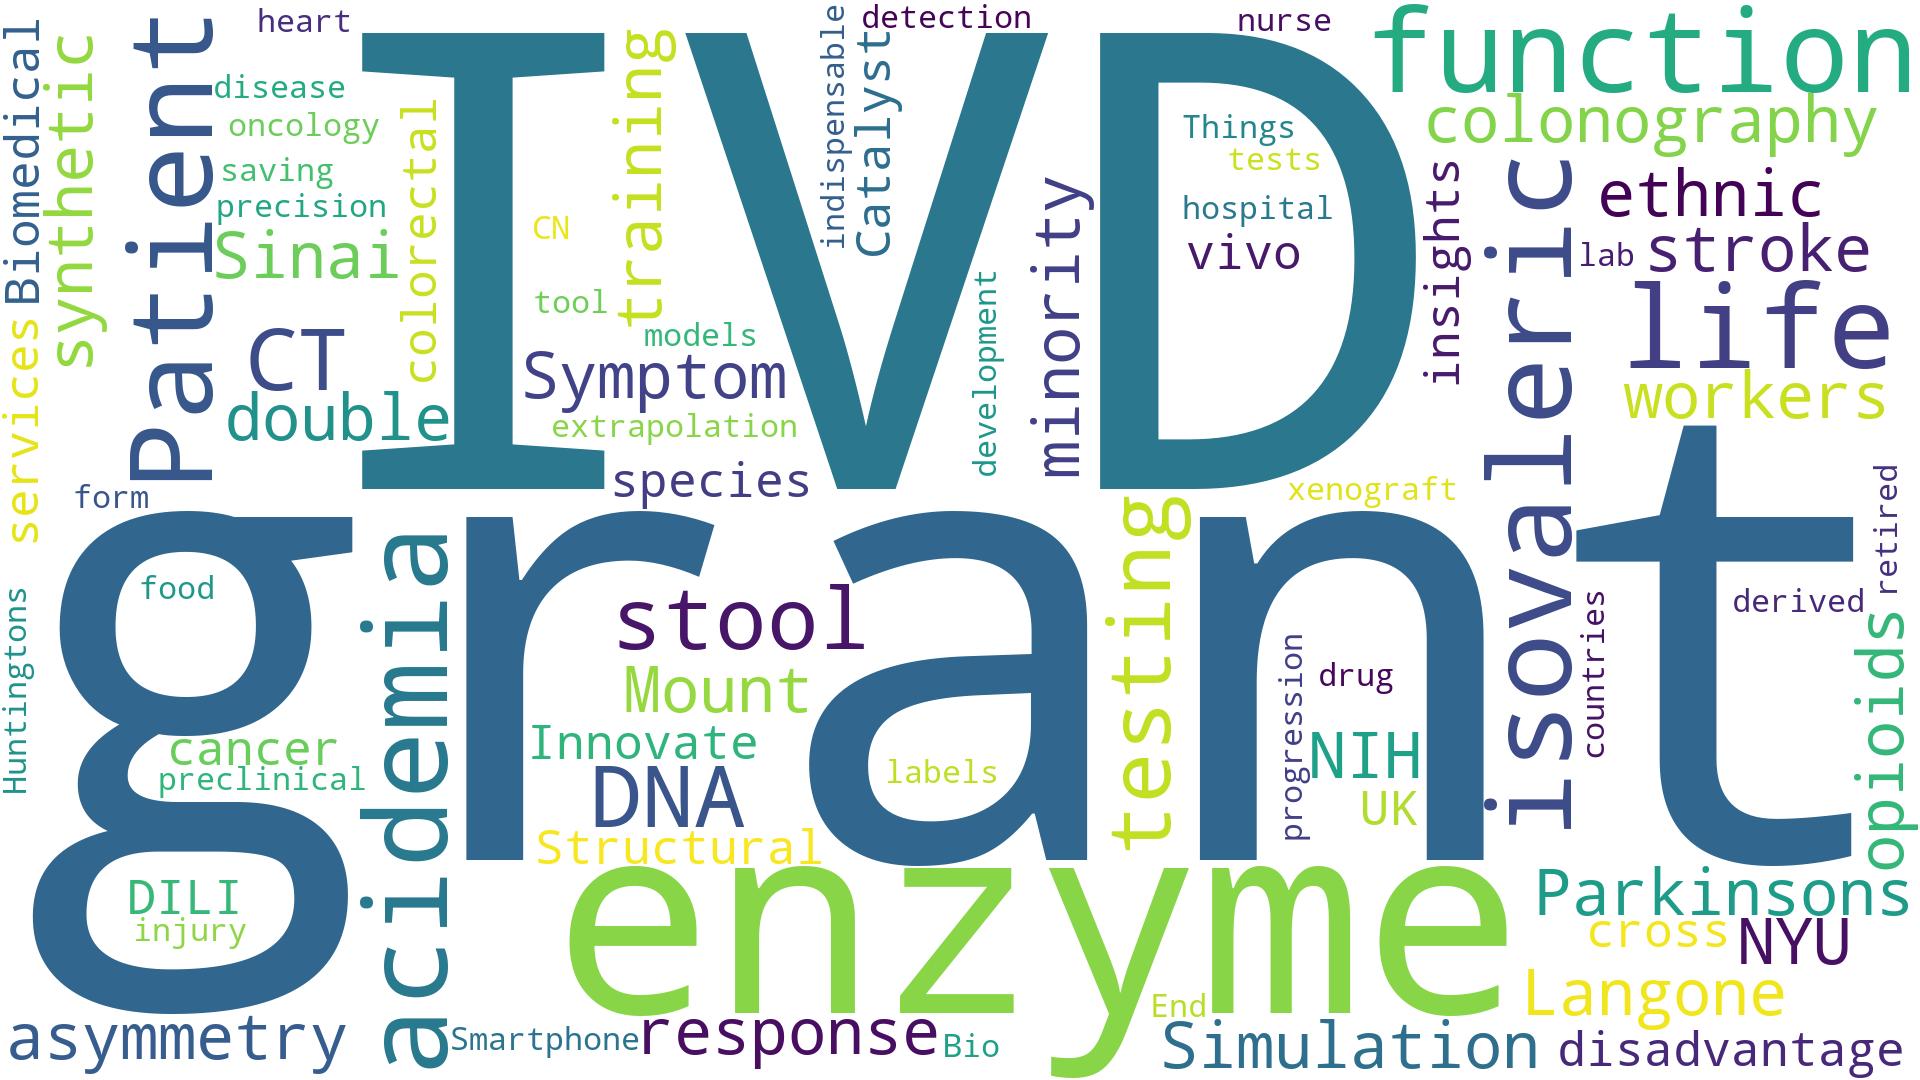 heart
detection
nurse
function
Biomedical
synthetic
Patient
IVD
training
indispensable
Catalyst
disease
oncology
colorectal
colonography
Things
tests
saving
precision
Sinai
CN
minority
hospital
vivo
insights
isovaleric
ethnic
lab
stroke
tool
models
development
services
CT
double
Symptom
extrapolation
life
workers
species
form
xenograft
retired
grant
acidemia
testing
food
stool
Mount
Innovate
DNA
Structural
labels
progression
drug
NIH
UK
countries
derived
opioids
Huntingtons
cancer
preclinical
DILI
injury
enzyme
Parkinsons
cross
NYU
Langone
End
asymmetry
Smartphone
response
Bio
Simulation
disadvantage